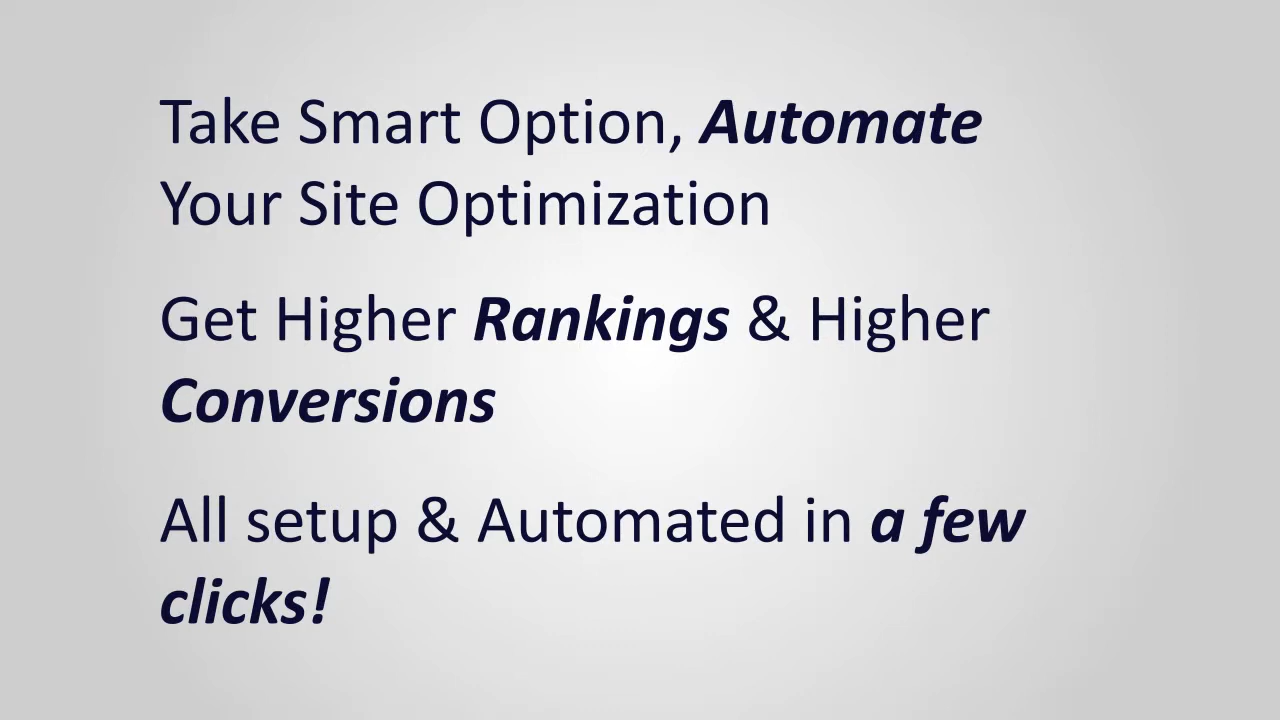 Take Smart Option, Automate
Your Site Optimization
Get Higher Rankings & Higher
Conversions
All setup & Automated in a few
clicks!